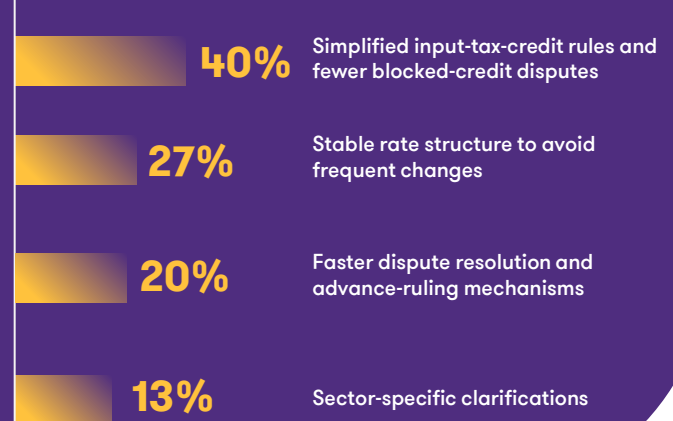 40%
Simplified input-tax-credit rules and
fewer blocked-credit disputes
27%
Stable rate structure to avoid
frequent changes
20%
Faster dispute resolution and
advance-ruling mechanisms
13%
Sector-specific clarifications